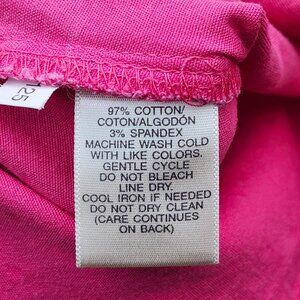 25
97% COTTON/
COTON/ALGODÓN
3% SPANDEX
MACHINE WASH COLD
WITH LIKE COLORS.
GENTLE CYCLE
DO NOT BLEACH
LINE DRY.
COOL IRON IF NEEDED
DO NOT DRY CLEAN
(CARE CONTINUES
ON BACK)